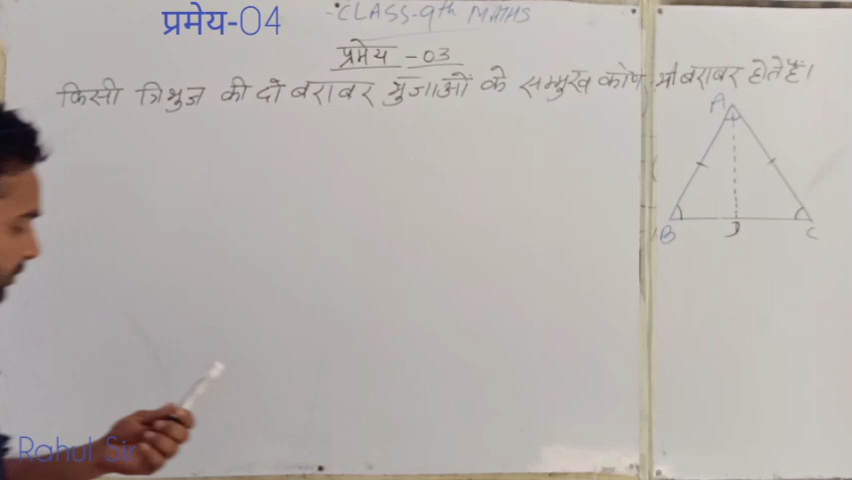 प्रमेय-04
CLASS-9th MATHS
प्रमेय -03
किसी त्रिभुज की दो बराबर भुजाओं के सम्मुख कोण भी बराबर होते हैं।
A
B D C
Rahul Sir